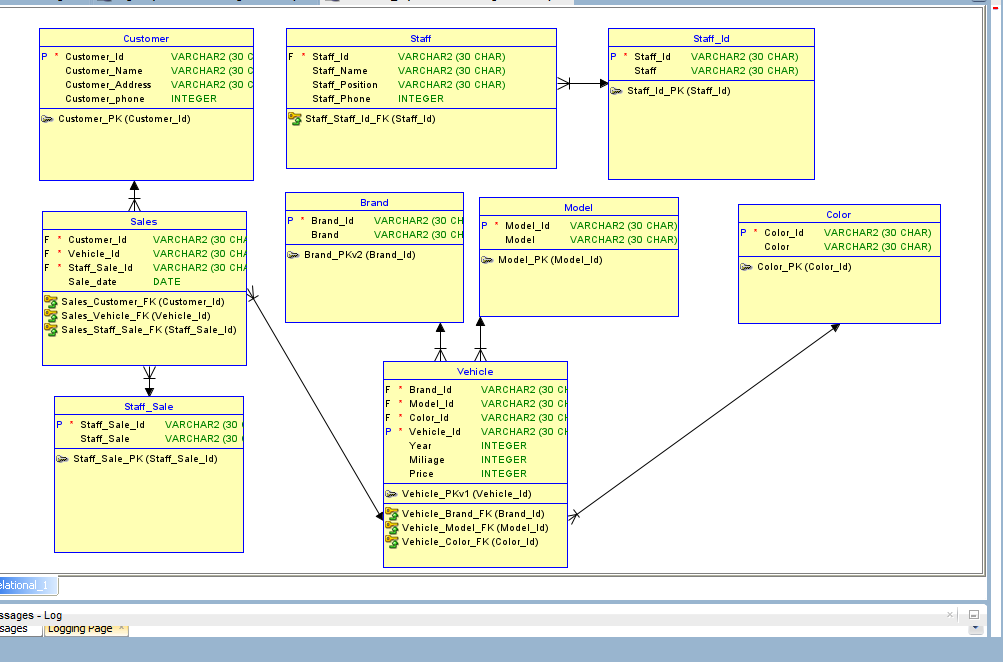 Customer
P * Customer_Id VARCHAR2 (30 C
Customer_Name VARCHAR2 (30 C
Customer_Address VARCHAR2 (30 C
Customer_phone INTEGER
Customer_PK (Customer_Id)
Staff
F * Staff_Id VARCHAR2 (30 CHAR)
Staff_Name VARCHAR2 (30 CHAR)
Staff_Position VARCHAR2 (30 CHAR)
Staff_Phone INTEGER
Staff_Staff_Id_FK (Staff_Id)
Staff_Id
P * Staff_Id VARCHAR2 (30 CHAR)
Staff VARCHAR2 (30 CHAR)
Staff_Id_PK (Staff_Id)
Sales
F * Customer_Id VARCHAR2 (30 CHA
F * Vehicle_Id VARCHAR2 (30 CHA
F * Staff_Sale_Id VARCHAR2 (30 CHA
Sale_date DATE
Sales_Customer_FK (Customer_Id)
Sales_Vehicle_FK (Vehicle_Id)
Sales_Staff_Sale_FK (Staff_Sale_Id)
Brand
P * Brand_Id VARCHAR2 (30 CH
Brand VARCHAR2 (30 CH
Brand_PKv2 (Brand_Id)
Model
P * Model_Id VARCHAR2 (30 CHAR)
Model VARCHAR2 (30 CHAR)
Model_PK (Model_Id)
Color
P * Color_Id VARCHAR2 (30 CHAR)
Color VARCHAR2 (30 CHAR)
Color_PK (Color_Id)
Staff_Sale
P * Staff_Sale_Id VARCHAR2 (30
Staff_Sale VARCHAR2 (30
Staff_Sale_PK (Staff_Sale_Id)
Vehicle
F * Brand_Id VARCHAR2 (30 CH
F * Model_Id VARCHAR2 (30 CH
F * Color_Id VARCHAR2 (30 CH
P * Vehicle_Id VARCHAR2 (30 CH
Year INTEGER
Miliage INTEGER
Price INTEGER
Vehicle_PKv1 (Vehicle_Id)
Vehicle_Brand_FK (Brand_Id)
Vehicle_Model_FK (Model_Id)
Vehicle_Color_FK (Color_Id)
elational_1
ssages - Log
sages Logging Page